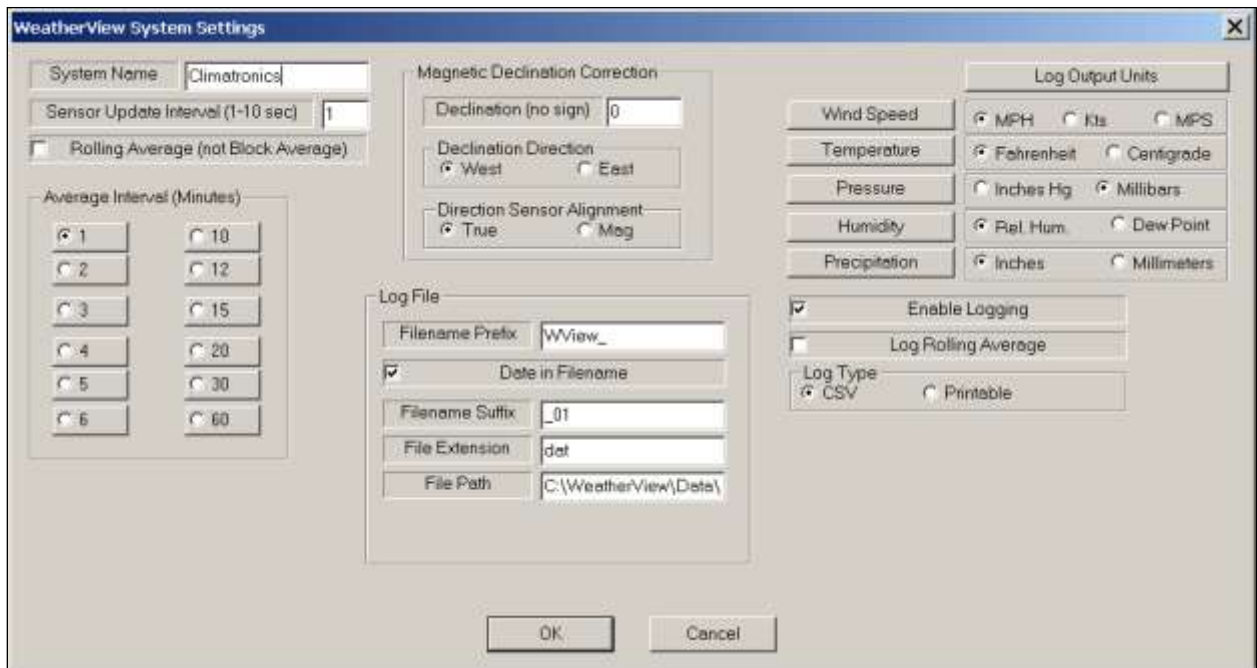 WeatherView System Settings
System Name Climatronics
Sensor Update Interval (1-10 sec) 1
Rolling Average (not Block Average)
Average Interval (Minutes)
1 10
2 12
3 15
4 20
5 30
6 60
Magnetic Declination Correction
Declination (no sign) 0
Declination Direction
West East
Direction Sensor Alignment
True Mag
Log File
Filename Prefix WView_
Date in Filename
Filename Suffix _01
File Extension dat
File Path C:\WeatherView\Data\
Log Output Units
Wind Speed MPH Kts MPS
Temperature Fahrenheit Centigrade
Pressure Inches Hg Millibars
Humidity Rel. Hum. Dew Point
Precipitation Inches Millimeters
Enable Logging
Log Rolling Average
Log Type
CSV Printable
OK Cancel